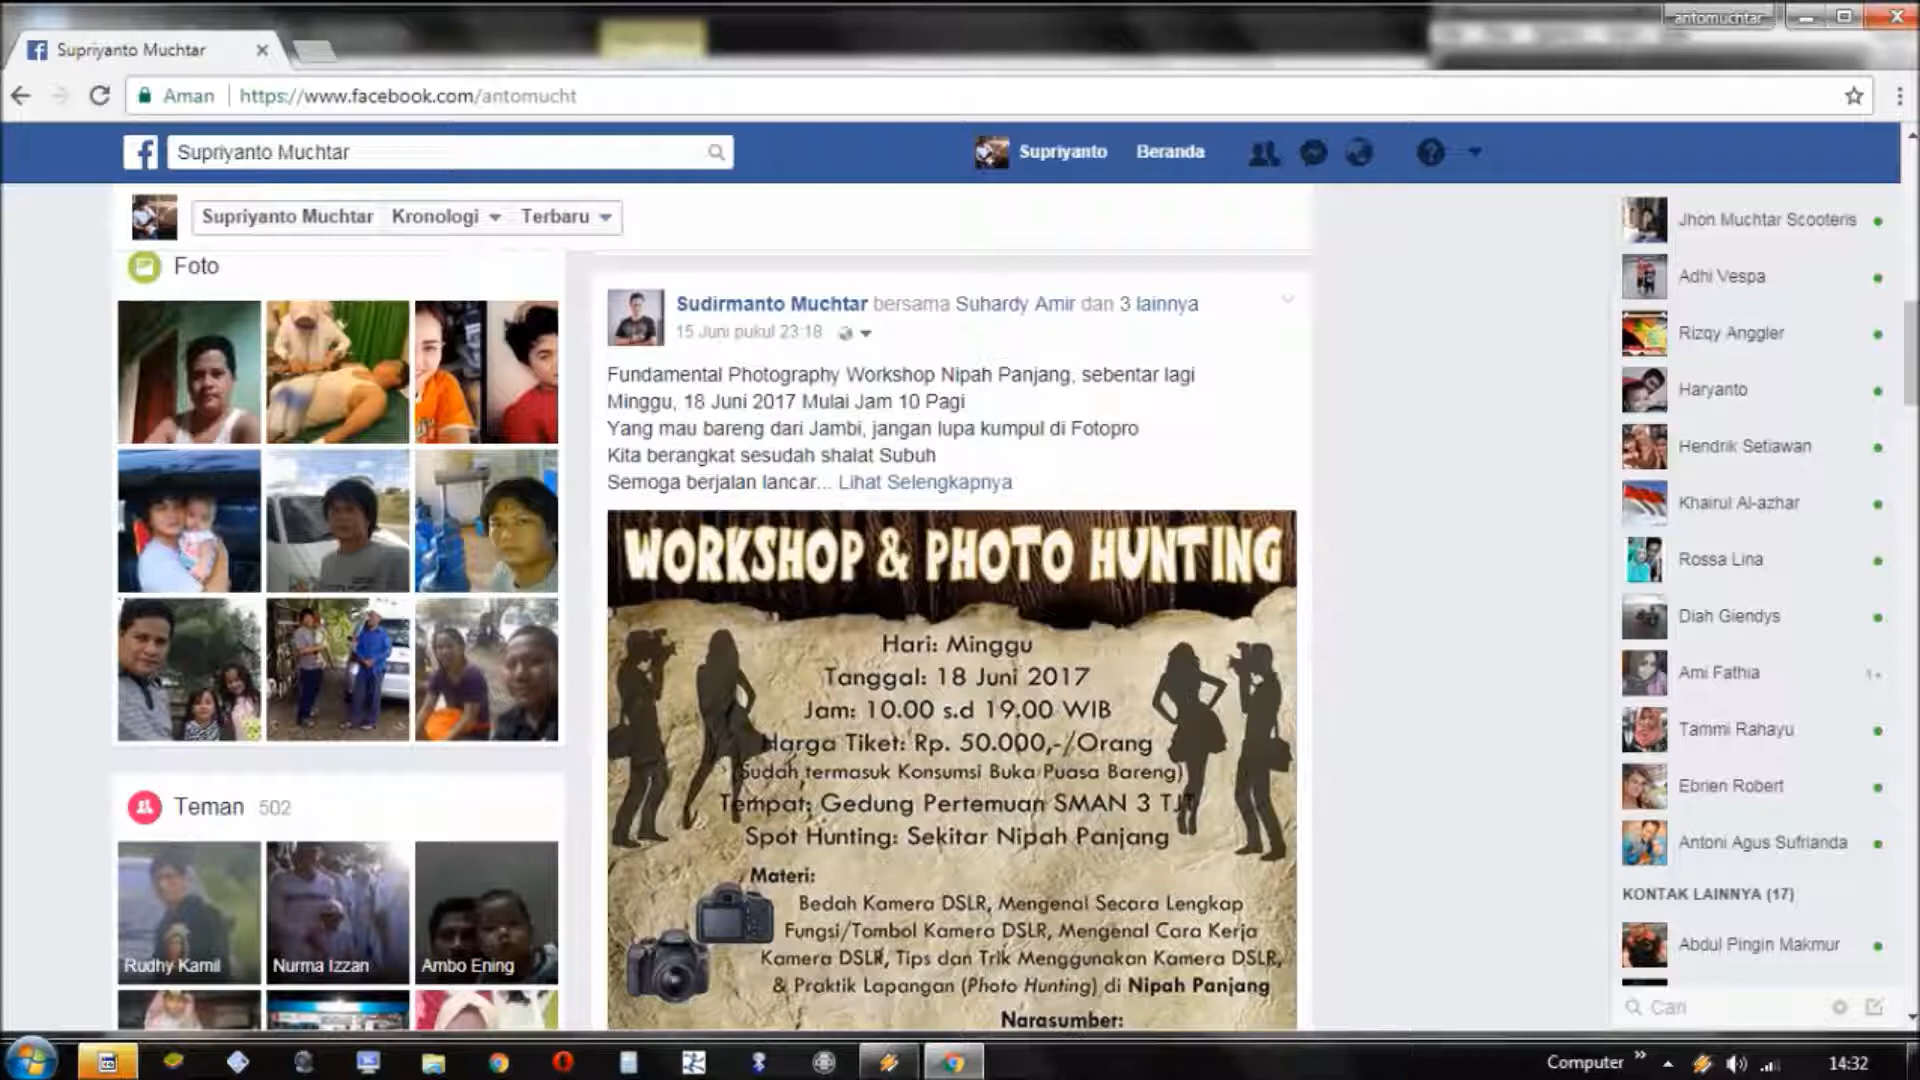 antomuchtar
Supriyanto Muchtar
Aman https://www.facebook.com/antomucht
Supriyanto Muchtar
Supriyanto Beranda
Supriyanto Muchtar Kronologi Terbaru
Foto
Sudirmanto Muchtar bersama Suhardy Amir dan 3 lainnya
15 Juni pukul 23:18
Fundamental Photography Workshop Nipah Panjang, sebentar lagi
Minggu, 18 Juni 2017 Mulai Jam 10 Pagi
Yang mau bareng dari Jambi, jangan lupa kumpul di Fotopro
Kita berangkat sesudah shalat Subuh
Semoga berjalan lancar... Lihat Selengkapnya
WORKSHOP & PHOTO HUNTING
Hari: Minggu
Tanggal: 18 Juni 2017
Jam: 10.00 s.d 19.00 WIB
Harga Tiket: Rp. 50.000,-/Orang
(Sudah termasuk Konsumsi Buka Puasa Bareng)
Tempat: Gedung Pertemuan SMAN 3 TJT
Spot Hunting: Sekitar Nipah Panjang
Materi:
Bedah Kamera DSLR, Mengenal Secara Lengkap
Fungsi/Tombol Kamera DSLR, Mengenal Cara Kerja
Kamera DSLR, Tips dan Trik Menggunakan Kamera DSLR,
& Praktik Lapangan (Photo Hunting) di Nipah Panjang
Narasumber:
Teman 502
Rudhy Kamil
Nurma Izzan
Ambo Ening
Jhon Muchtar Scooteris
Adhi Vespa
Rizqy Anggler
Haryanto
Hendrik Setiawan
Khairul Al-azhar
Rossa Lina
Diah Giendys
Ami Fathia
Tammi Rahayu
Ebrien Robert
Antoni Agus Sufrianda
KONTAK LAINNYA (17)
Abdul Pingin Makmur
Cari
Computer
14:32